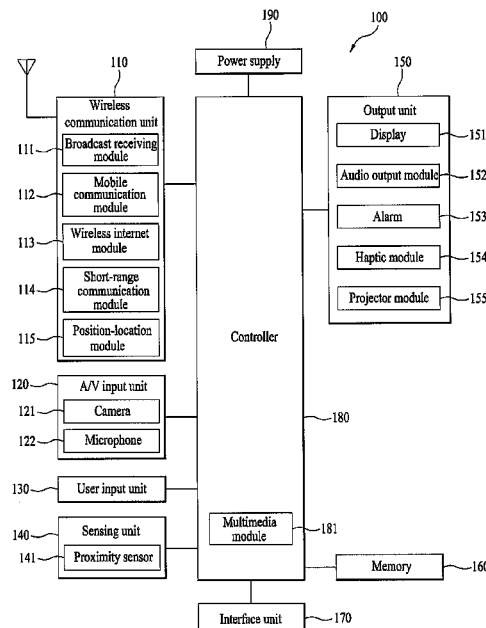 190
Power supply
100
110
Wireless
communication unit
111
Broadcast receiving
module
112
Mobile
communication
module
113
Wireless internet
module
114
Short-range
communication
module
115
Position-location
module
120
A/V input unit
121
Camera
122
Microphone
130
User input unit
140
Sensing unit
141
Proximity sensor
Controller
180
Multimedia
module
181
150
Output unit
Display
151
Audio output module
152
Alarm
153
Haptic module
154
Projector module
155
Memory
160
Interface unit
170